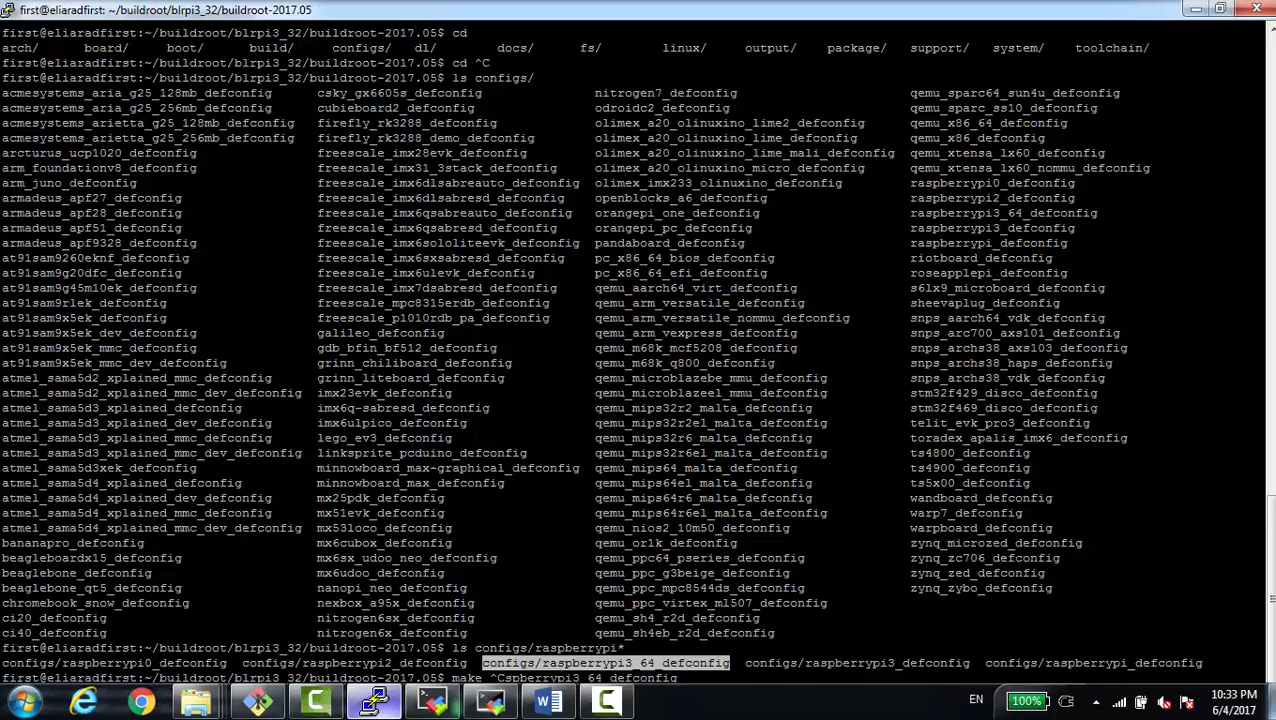 first@eliaradfirst: ~/buildroot/blrpi3_32/buildroot-2017.05
first@eliaradfirst:~/buildroot/blrpi3_32/buildroot-2017.05$ cd
arch/ board/ boot/ build/ configs/ dl/ docs/ fs/ linux/ output/ package/ support/ system/ toolchain/
first@eliaradfirst:~/buildroot/blrpi3_32/buildroot-2017.05$ cd ^C
first@eliaradfirst:~/buildroot/blrpi3_32/buildroot-2017.05$ ls configs/
acmesystems_aria_g25_128mb_defconfig csky_gx6605s_defconfig nitrogen7_defconfig qemu_sparc64_sun4u_defconfig
acmesystems_aria_g25_256mb_defconfig cubieboard2_defconfig odroidc2_defconfig qemu_sparc_ss10_defconfig
acmesystems_arietta_g25_128mb_defconfig firefly_rk3288_defconfig olimex_a20_olinuxino_lime2_defconfig qemu_x86_64_defconfig
acmesystems_arietta_g25_256mb_defconfig firefly_rk3288_demo_defconfig olimex_a20_olinuxino_lime_defconfig qemu_x86_defconfig
arcturus_ucp1020_defconfig freescale_imx28evk_defconfig olimex_a20_olinuxino_lime_mali_defconfig qemu_xtensa_lx60_defconfig
arm_foundationv8_defconfig freescale_imx31_3stack_defconfig olimex_a20_olinuxino_micro_defconfig qemu_xtensa_lx60_nommu_defconfig
arm_juno_defconfig freescale_imx6dlsabreauto_defconfig olimex_imx233_olinuxino_defconfig raspberrypi0_defconfig
armadeus_apf27_defconfig freescale_imx6dlsabresd_defconfig openblocks_a6_defconfig raspberrypi2_defconfig
armadeus_apf28_defconfig freescale_imx6qsabreauto_defconfig orangepi_one_defconfig raspberrypi3_64_defconfig
armadeus_apf51_defconfig freescale_imx6qsabresd_defconfig orangepi_pc_defconfig raspberrypi3_defconfig
armadeus_apf9328_defconfig freescale_imx6sololiteevk_defconfig pandaboard_defconfig raspberrypi_defconfig
at91sam9260eknf_defconfig freescale_imx6sxsabresd_defconfig pc_x86_64_bios_defconfig riotboard_defconfig
at91sam9g20dfc_defconfig freescale_imx6ulevk_defconfig pc_x86_64_efi_defconfig roseapplepi_defconfig
at91sam9g45m10ek_defconfig freescale_imx7dsabresd_defconfig qemu_aarch64_virt_defconfig s6lx9_microboard_defconfig
at91sam9rlek_defconfig freescale_mpc8315erdb_defconfig qemu_arm_versatile_defconfig sheevaplug_defconfig
at91sam9x5ek_defconfig freescale_p1010rdb_pa_defconfig qemu_arm_versatile_nommu_defconfig snps_aarch64_vdk_defconfig
at91sam9x5ek_dev_defconfig galileo_defconfig qemu_arm_vexpress_defconfig snps_arc700_axs101_defconfig
at91sam9x5ek_mmc_defconfig gdb_bfin_bf512_defconfig qemu_m68k_mcf5208_defconfig snps_archs38_axs103_defconfig
at91sam9x5ek_mmc_dev_defconfig grinn_chiliboard_defconfig qemu_m68k_q800_defconfig snps_archs38_haps_defconfig
atmel_sama5d2_xplained_mmc_defconfig grinn_liteboard_defconfig qemu_microblazebe_mmu_defconfig snps_archs38_vdk_defconfig
atmel_sama5d2_xplained_mmc_dev_defconfig imx23evk_defconfig qemu_microblazeel_mmu_defconfig stm32f429_disco_defconfig
atmel_sama5d3_xplained_defconfig imx6q-sabresd_defconfig qemu_mips32r2_malta_defconfig stm32f469_disco_defconfig
atmel_sama5d3_xplained_dev_defconfig imx6ulpico_defconfig qemu_mips32r2el_malta_defconfig telit_evk_pro3_defconfig
atmel_sama5d3_xplained_mmc_defconfig lego_ev3_defconfig qemu_mips32r6_malta_defconfig toradex_apalis_imx6_defconfig
atmel_sama5d3_xplained_mmc_dev_defconfig linksprite_pcduino_defconfig qemu_mips32r6el_malta_defconfig ts4800_defconfig
atmel_sama5d3xek_defconfig minnowboard_max-graphical_defconfig qemu_mips64_malta_defconfig ts4900_defconfig
atmel_sama5d4_xplained_defconfig minnowboard_max_defconfig qemu_mips64el_malta_defconfig ts5x00_defconfig
atmel_sama5d4_xplained_dev_defconfig mx25pdk_defconfig qemu_mips64r6_malta_defconfig wandboard_defconfig
atmel_sama5d4_xplained_mmc_defconfig mx51evk_defconfig qemu_mips64r6el_malta_defconfig warp7_defconfig
atmel_sama5d4_xplained_mmc_dev_defconfig mx53loco_defconfig qemu_nios2_10m50_defconfig warpboard_defconfig
bananapro_defconfig mx6cubox_defconfig qemu_or1k_defconfig zynq_microzed_defconfig
beagleboardx15_defconfig mx6sx_udoo_neo_defconfig qemu_ppc64_pseries_defconfig zynq_zc706_defconfig
beaglebone_defconfig mx6udoo_defconfig qemu_ppc_g3beige_defconfig zynq_zed_defconfig
beaglebone_qt5_defconfig nanopi_neo_defconfig qemu_ppc_mpc8544ds_defconfig zynq_zybo_defconfig
chromebook_snow_defconfig nexbox_a95x_defconfig qemu_ppc_virtex_ml507_defconfig
ci20_defconfig nitrogen6sx_defconfig qemu_sh4_r2d_defconfig
ci40_defconfig nitrogen6x_defconfig qemu_sh4eb_r2d_defconfig
first@eliaradfirst:~/buildroot/blrpi3_32/buildroot-2017.05$ ls configs/raspberrypi*
configs/raspberrypi0_defconfig configs/raspberrypi2_defconfig configs/raspberrypi3_64_defconfig configs/raspberrypi3_defconfig configs/raspberrypi_defconfig
first@eliaradfirst:~/buildroot/blrpi3_32/buildroot-2017.05$ make ^Cspberrypi3_64_defconfig
EN
100%
10:33 PM
6/4/2017